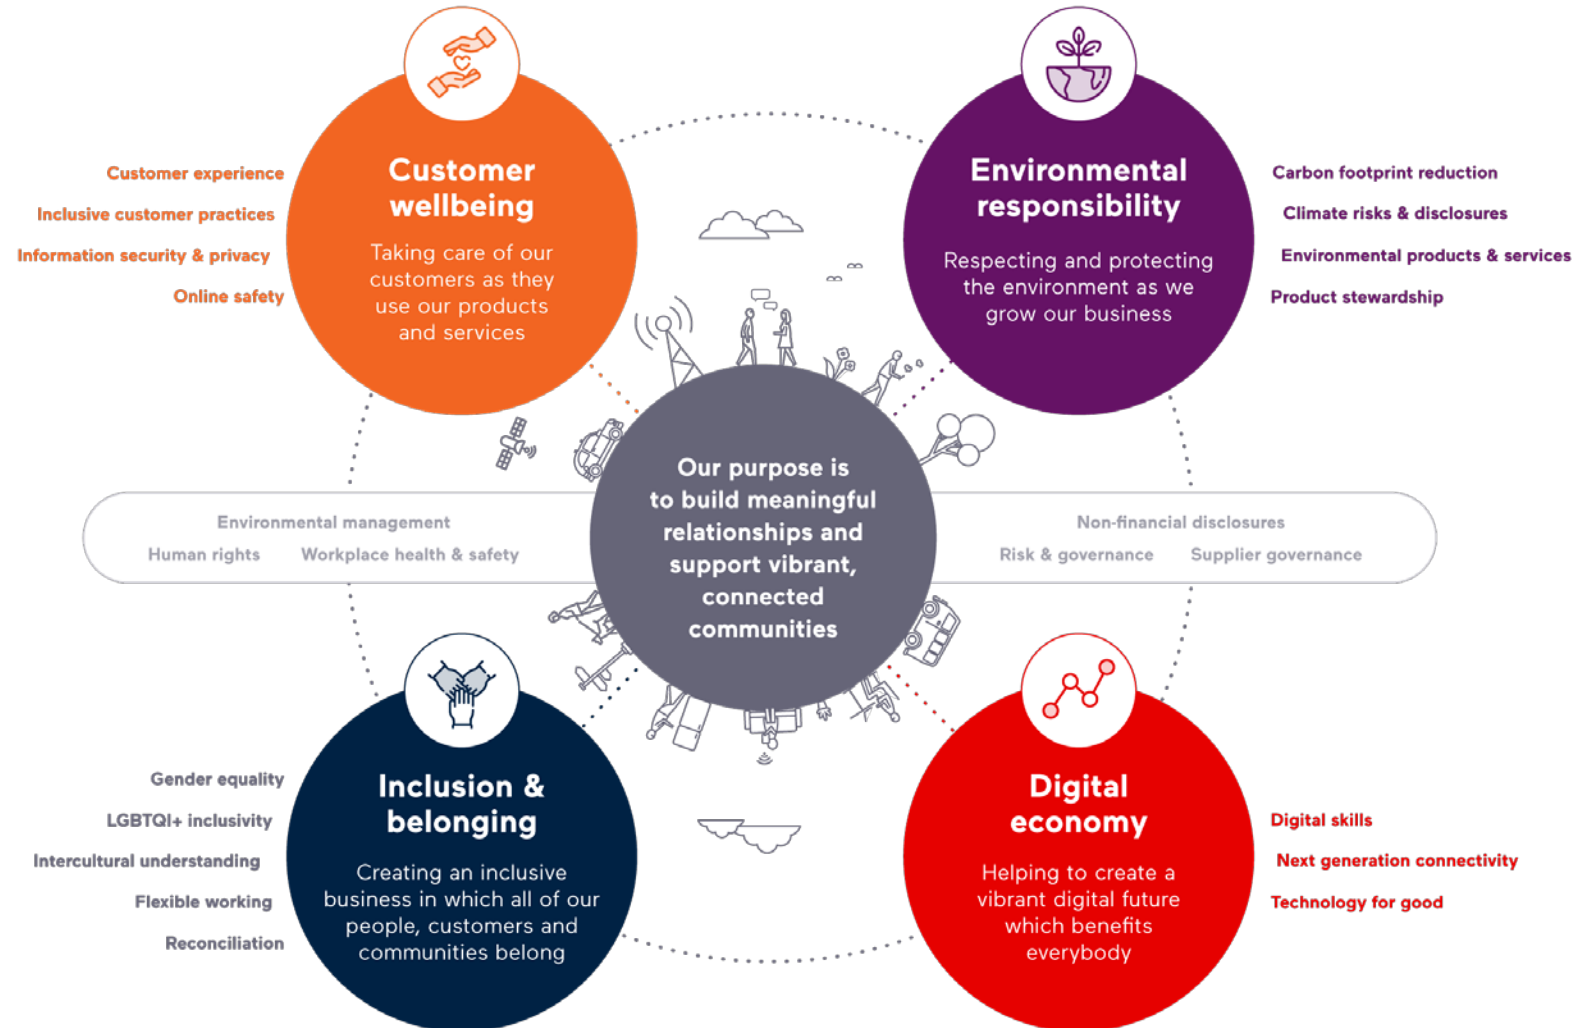 Customer
wellbeing
Taking care of our
customers as they
use our products
and services
Customer experience
Inclusive customer practices
Information security & privacy
Online safety
Environmental
responsibility
Respecting and protecting
the environment as we
grow our business
Carbon footprint reduction
Climate risks & disclosures
Environmental products & services
Product stewardship
Our purpose is
to build meaningful
relationships and
support vibrant,
connected
communities
Environmental management
Human rights Workplace health & safety
Non-financial disclosures
Risk & governance Supplier governance
Inclusion &
belonging
Creating an inclusive
business in which all of our
people, customers and
communities belong
Gender equality
LGBTQI+ inclusivity
Intercultural understanding
Flexible working
Reconciliation
Digital
economy
Helping to create a
vibrant digital future
which benefits
everybody
Digital skills
Next generation connectivity
Technology for good